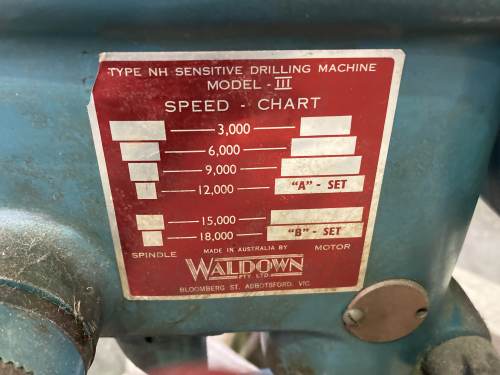 TYPE NH SENSITIVE DRILLING MACHINE
MODEL - III
SPEED - CHART
3,000
6,000
9,000
12,000 "A" - SET
15,000
18,000 "B" - SET
SPINDLE MADE IN AUSTRALIA BY MOTOR
WALDOWN
PTY. LTD.
BLOOMBERG ST. ABBOTSFORD. VIC.